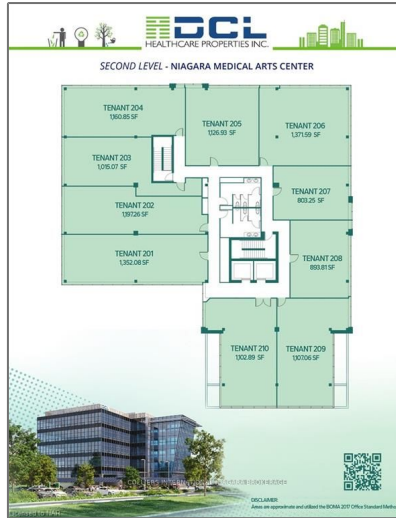 DCL
HEALTHCARE PROPERTIES INC.
SECOND LEVEL - NIAGARA MEDICAL ARTS CENTER
TENANT 204
1,160.85 SF
TENANT 205
1,126.93 SF
TENANT 206
1,371.59 SF
TENANT 203
1,015.07 SF
TENANT 207
803.25 SF
TENANT 202
1,197.26 SF
TENANT 201
1,352.08 SF
TENANT 208
893.81 SF
TENANT 210
1,102.89 SF
TENANT 209
1,107.06 SF
DISCLAIMER:
Areas are approximate and utilized the BOMA 2017 Office Standard Metho